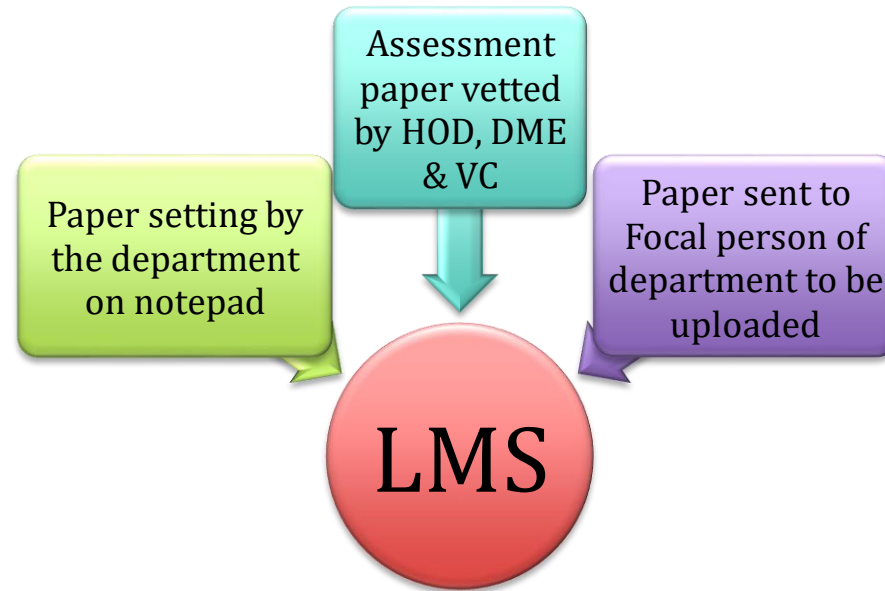 Paper setting by
the department
on notepad
Assessment
paper vetted
by HOD, DME
& VC
Paper sent to
Focal person of
department to be
uploaded
LMS